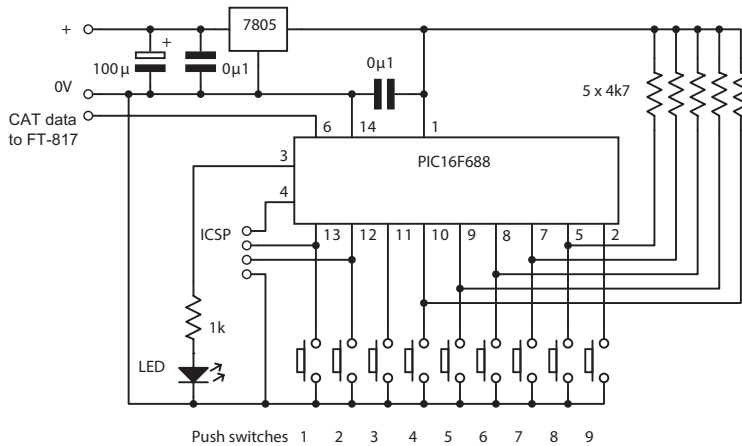 +
7805
+
100µ
0µ1
0V
0µ1
5 x 4k7
CAT data
to FT-817
6
14
1
3
PIC16F688
4
ICSP
13
12
11
10
9
8
7
5
2
1k
LED
Push switches 1 2 3 4 5 6 7 8 9